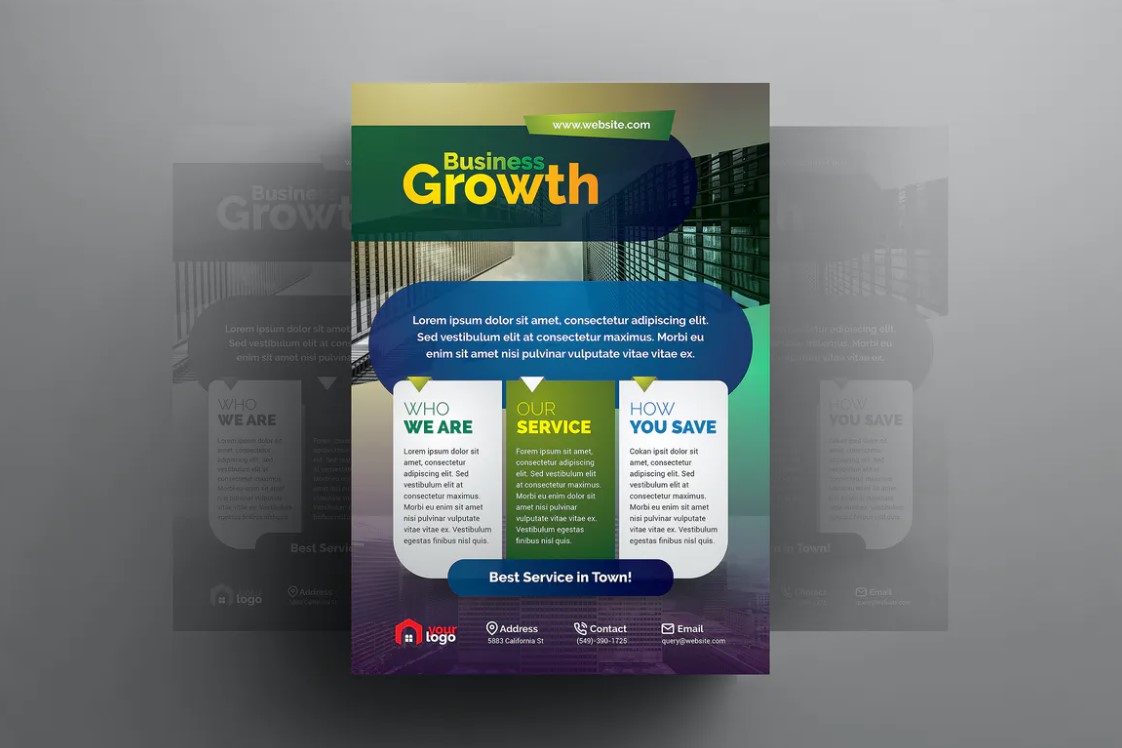 www.website.com
Business
Growth
Lorem ipsum dolor sit amet, consectetur adipiscing elit.
Sed vestibulum elit at consectetur maximus. Morbi eu
enim sit amet nisi pulvinar vulputate vitae vitae ex.
WHO
WE ARE
Lorem ipsum dolor sit
amet, consectetur
adipiscing elit. Sed
vestibulum elit at
consectetur maximus.
Morbi eu enim sit amet
nisi pulvinar vulputate
vitae vitae ex. Vestibulum
egestas finibus nisl quis.
OUR
SERVICE
Forem ipsum sit amet,
consectetur adipiscing
elit. Sed vestibulum elit
at consectetur maximus.
Morbi eu enim dolor sit
amet nisi pulvinar
vulputate vitae vitae ex.
Vestibulum egestas
finibus nisl quis.
HOW
YOU SAVE
Cokan ipsit dolor sit
amet, consectetur
adipiscing elit. Sed
vestibulum elit at
consectetur maximus.
Morbi eu enim sit amet
nisi pulvinar vulputate
vitae vitae ex. Vestibulum
egestas finibus nisl quis.
Best Service in Town!
your
logo
Address
5883 California St
Contact
(549)-390-1725
Email
query@website.com